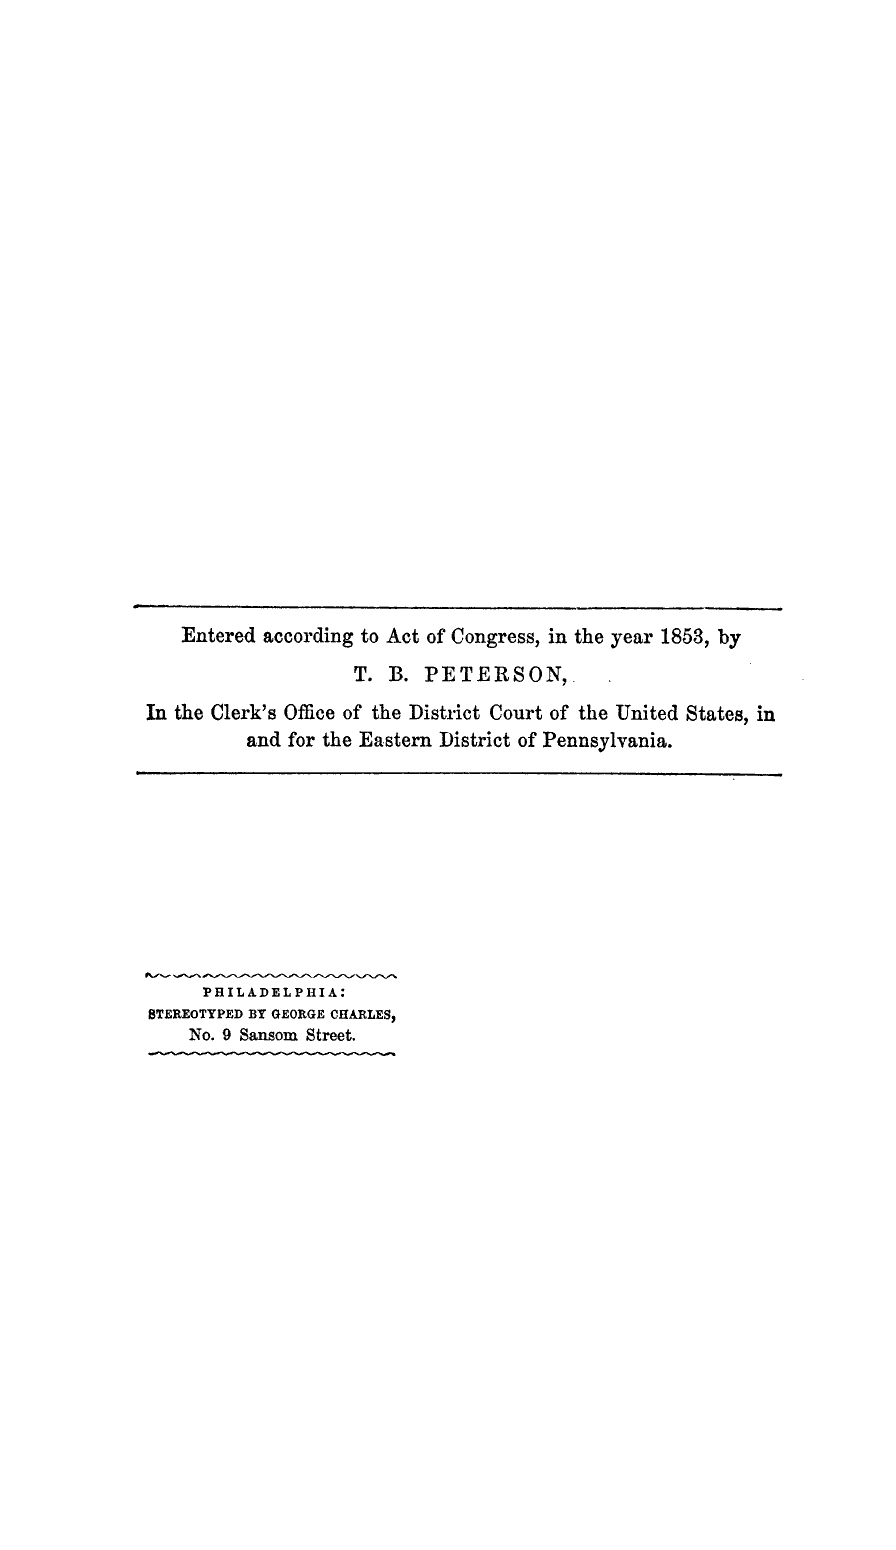 Entered according to Act of Congress, in the year 1853, by
T. B. PETERSON,
In the Clerk's Office of the District Court of the United States, in
and for the Eastern District of Pennsylvania.
PHILADELPHIA:
STEREOTYPED BY GEORGE CHARLES,
No. 9 Sansom Street.